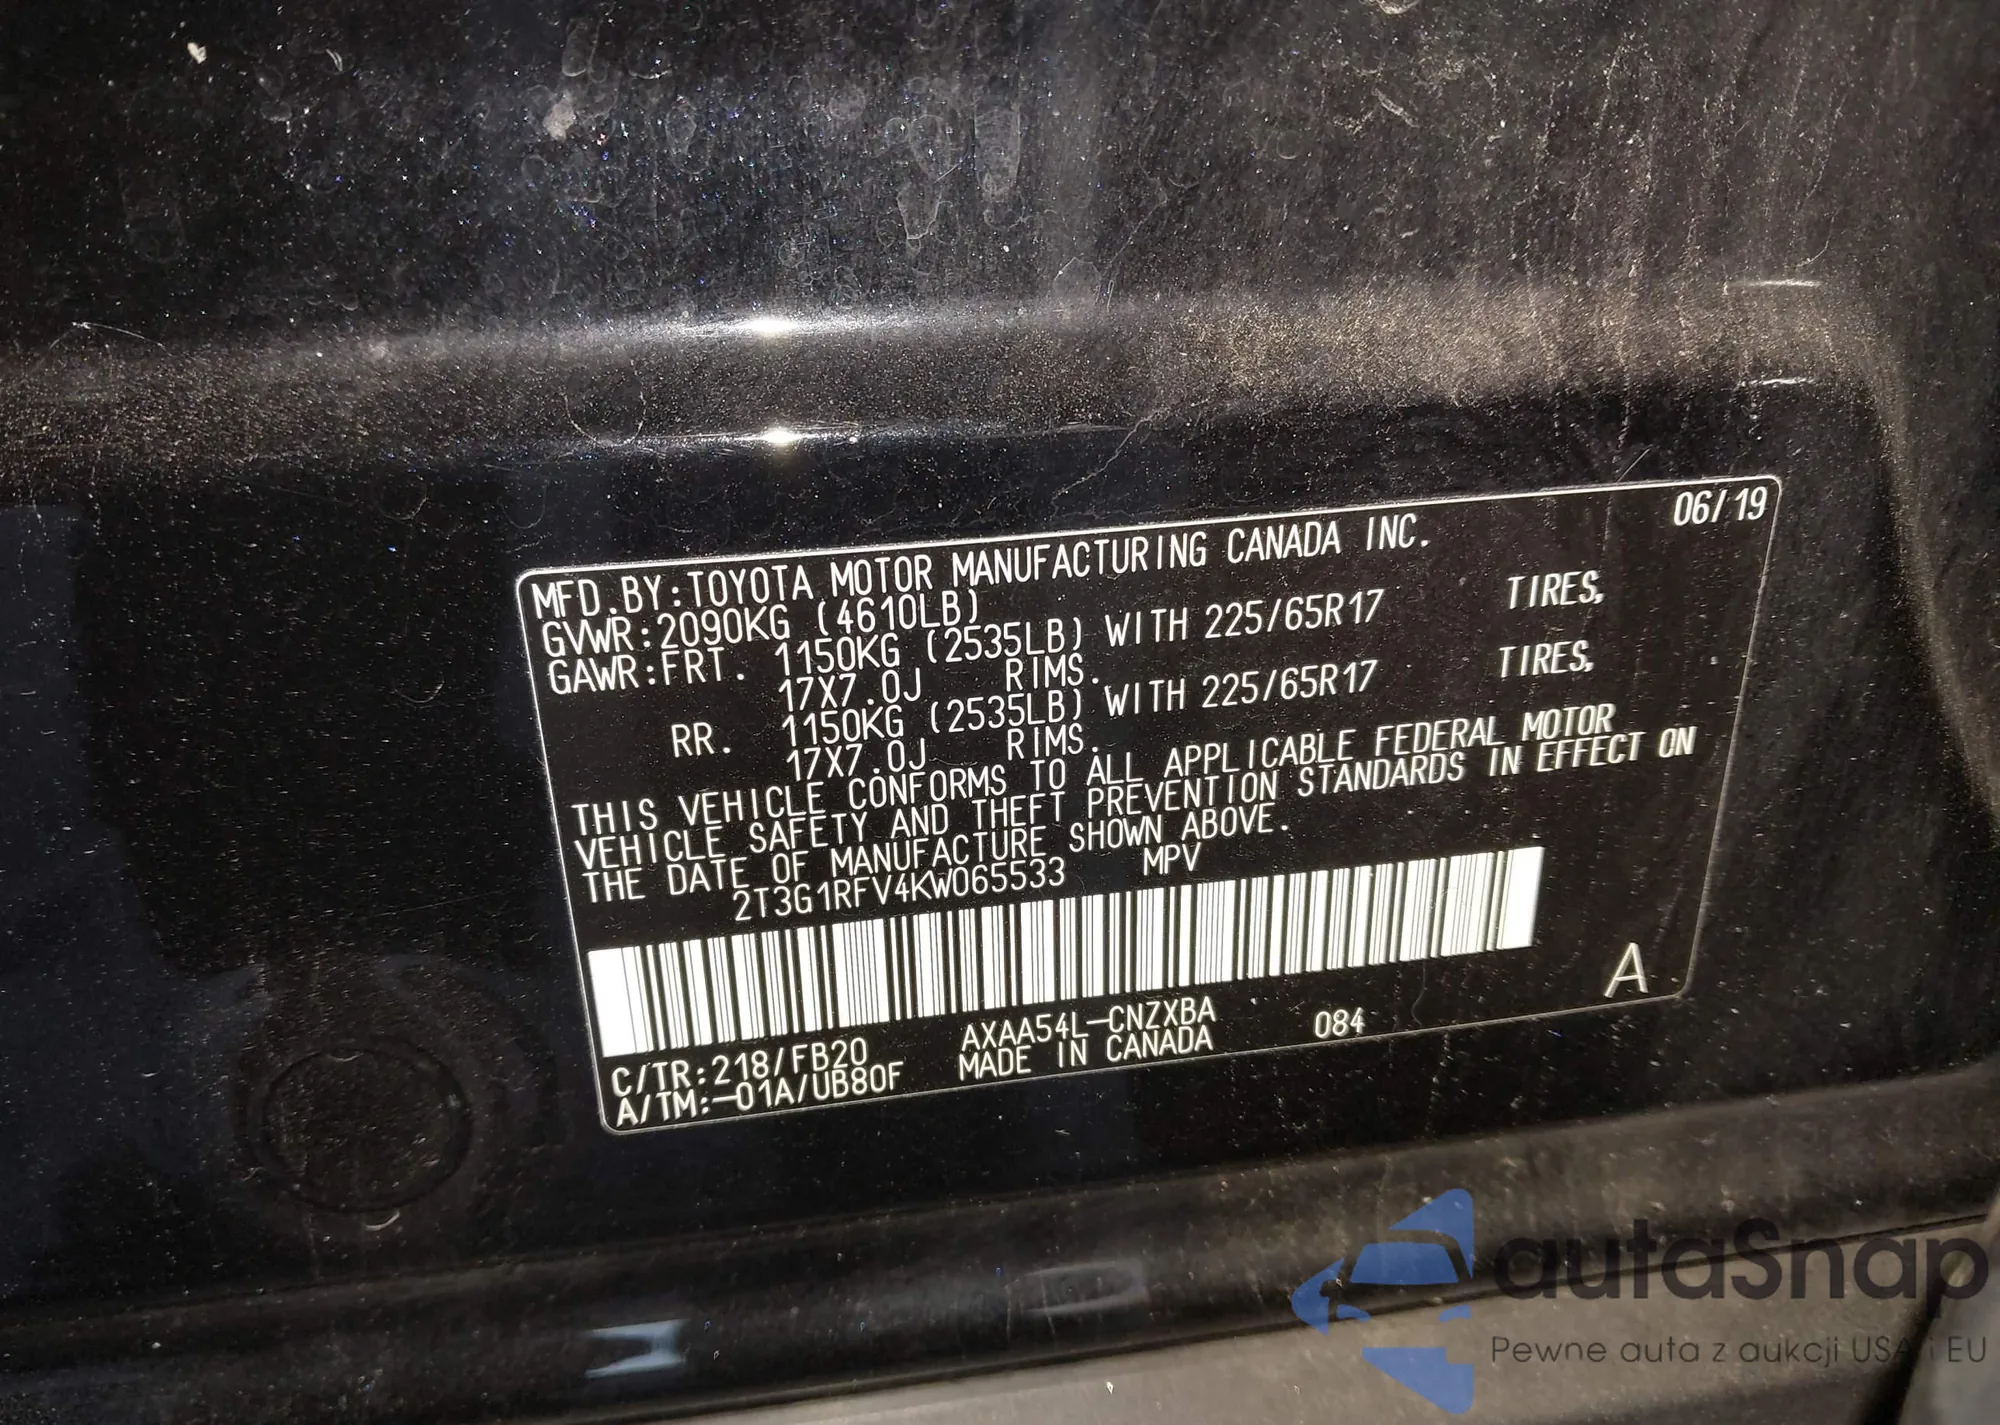 06/19
MFD.BY:TOYOTA MOTOR MANUFACTURING CANADA INC.
GVWR:2090KG (4610LB)
GAWR:FRT. 1150KG (2535LB) WITH 225/65R17 TIRES,
17X7.0J RIMS.
RR. 1150KG (2535LB) WITH 225/65R17 TIRES,
17X7.0J RIMS.
THIS VEHICLE CONFORMS TO ALL APPLICABLE FEDERAL MOTOR
VEHICLE SAFETY AND THEFT PREVENTION STANDARDS IN EFFECT ON
THE DATE OF MANUFACTURE SHOWN ABOVE.
2T3G1RFV4KW065533 MPV
A
C/TR:218/FB20 AXAA54L-CNZXBA 084
A/TM:-01A/UB80F MADE IN CANADA
autaSnap
Pewne auta z aukcji USA i EU